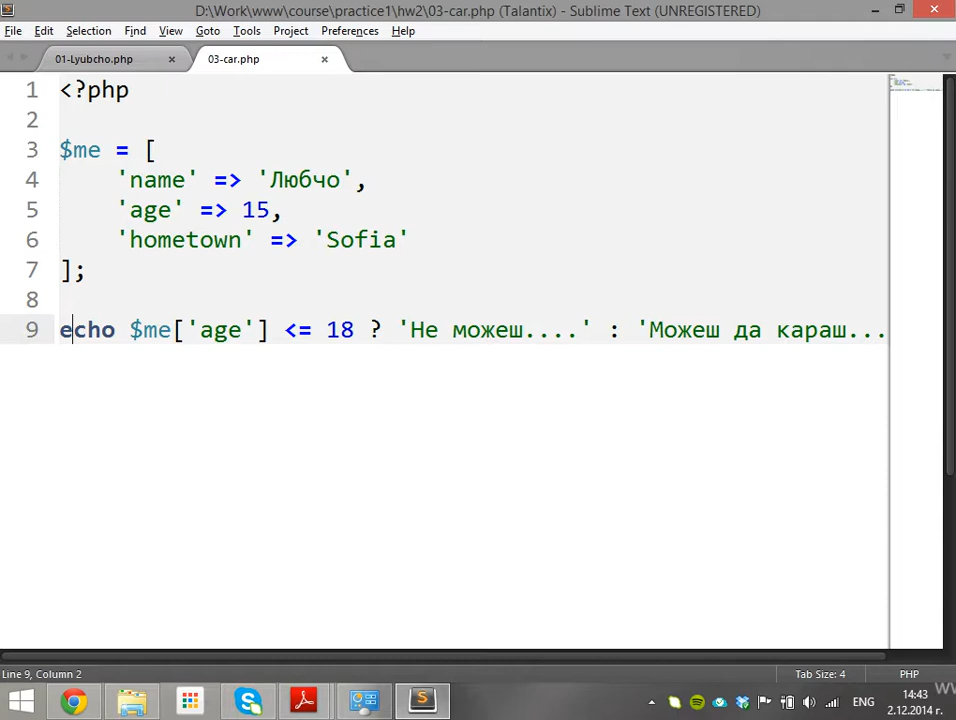 D:\Work\www\course\practice1\hw2\03-car.php (Talantix) - Sublime Text (UNREGISTERED)
File Edit Selection Find View Goto Tools Project Preferences Help
01-Lyubcho.php 03-car.php
1 <?php
2
3 $me = [
4 'name' => 'Любчо',
5 'age' => 15,
6 'hometown' => 'Sofia'
7 ];
8
9 echo $me['age'] <= 18 ? 'Не можеш....' : 'Можеш да караш...
Line 9, Column 2 Tab Size: 4 PHP
ENG 14:43
2.12.2014 г.